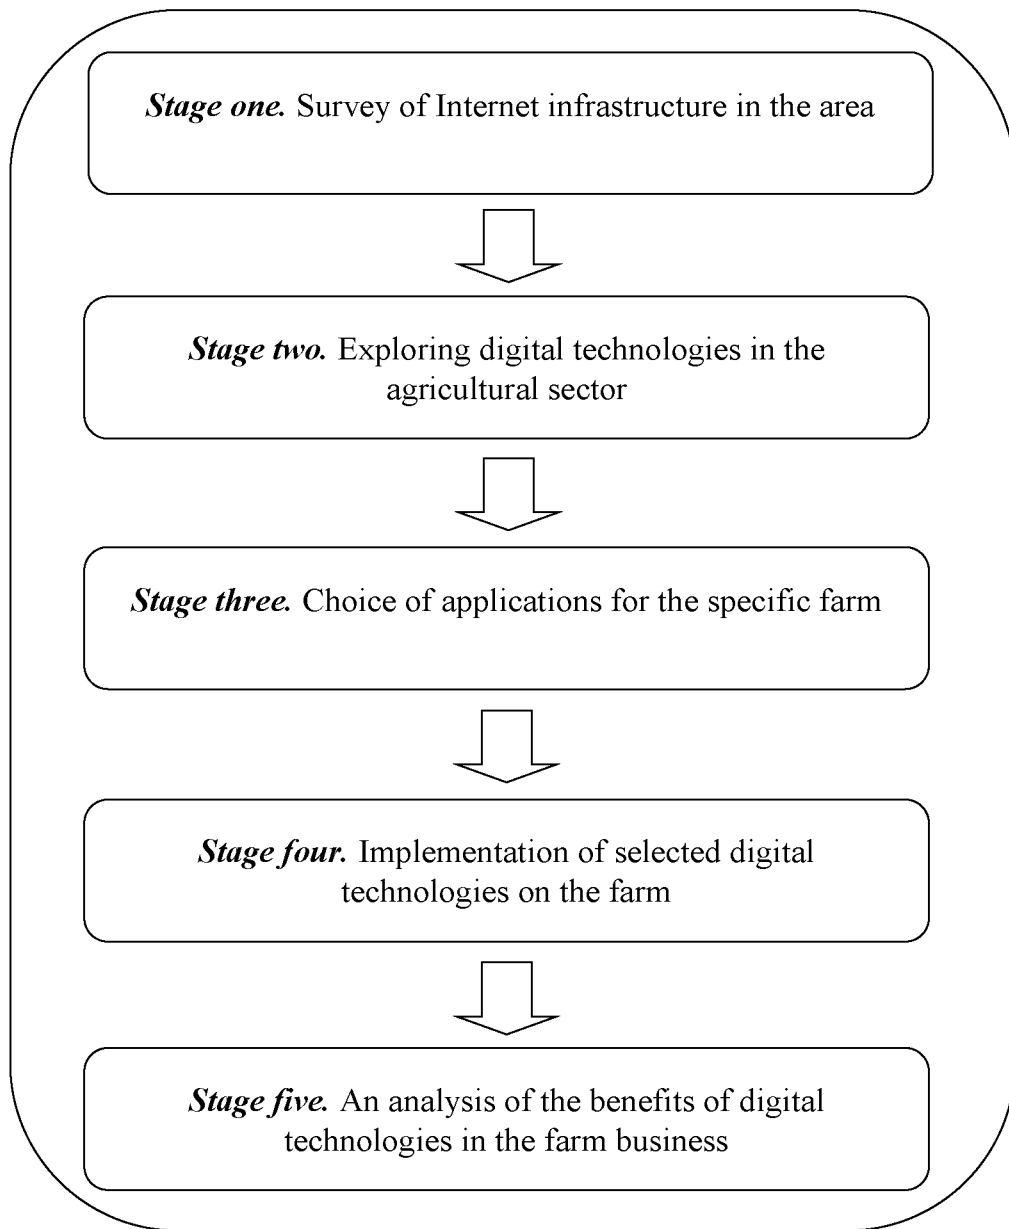 Stage one. Survey of Internet infrastructure in the area
Stage two. Exploring digital technologies in the
agricultural sector
Stage three. Choice of applications for the specific farm
Stage four. Implementation of selected digital
technologies on the farm
Stage five. An analysis of the benefits of digital
technologies in the farm business